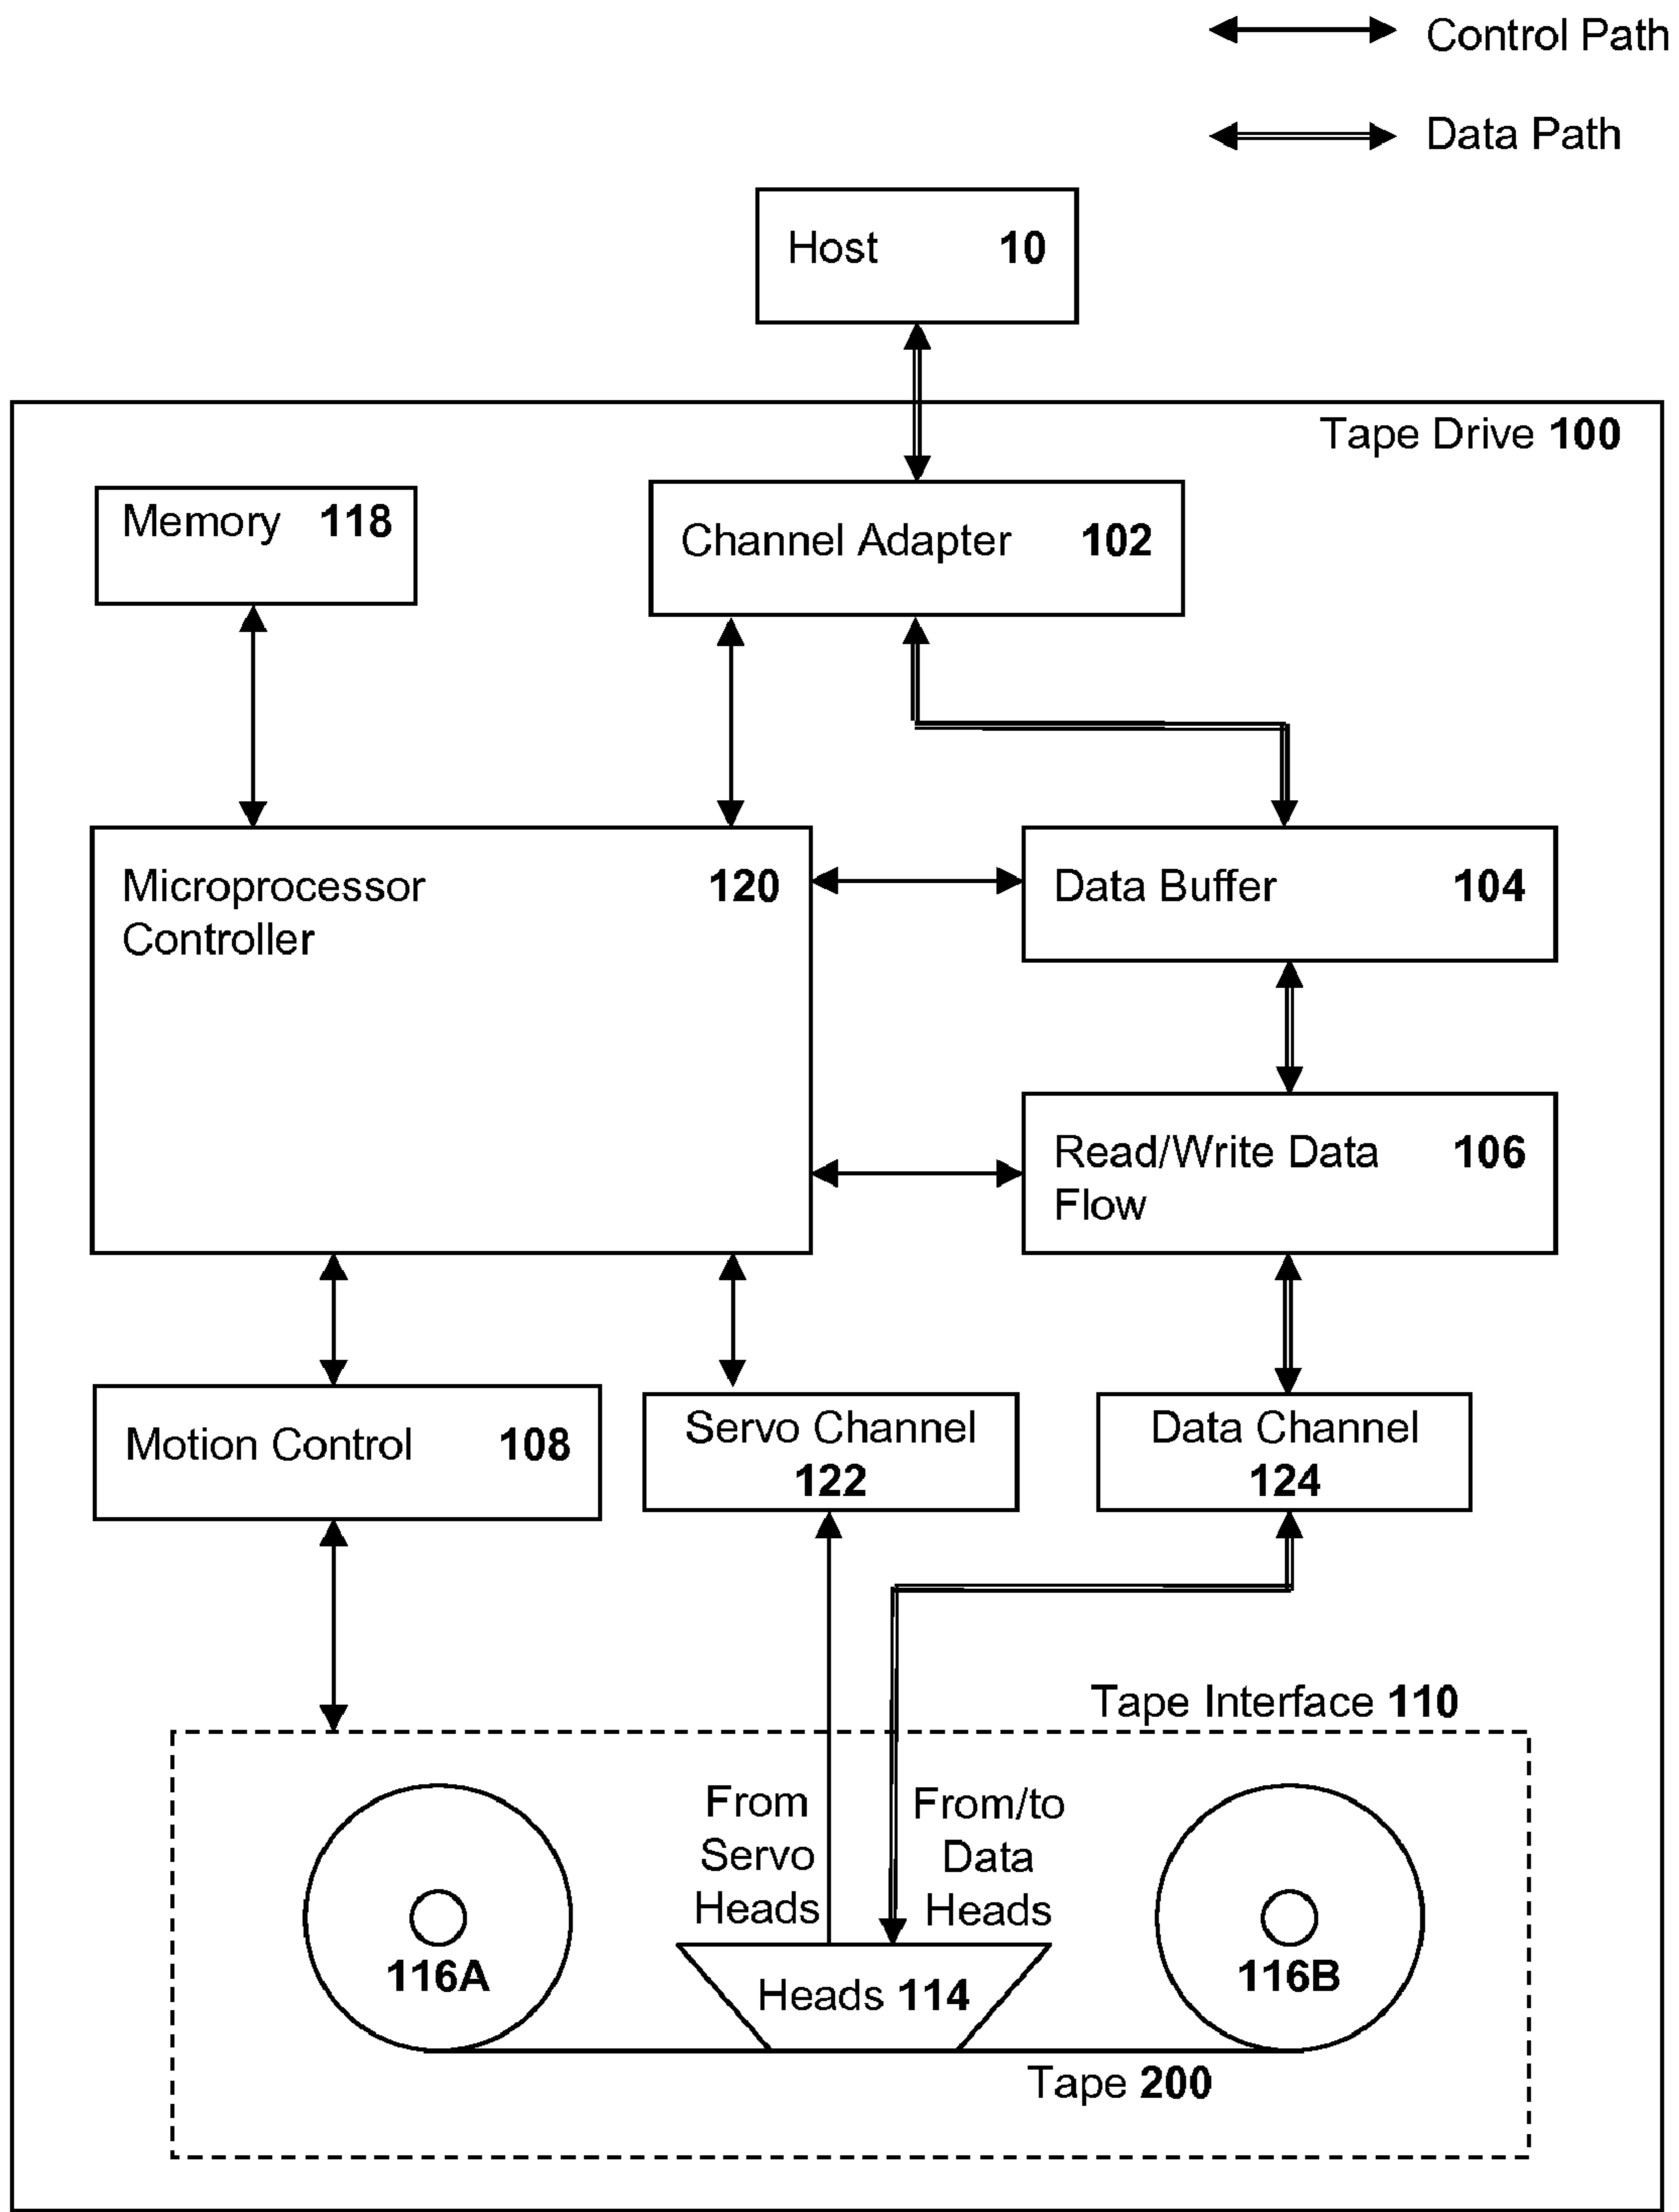 Control Path
Data Path
Host 10
Tape Drive 100
Memory 118
Channel Adapter 102
Microprocessor 120
Controller
Data Buffer 104
Read/Write Data 106
Flow
Motion Control 108
Servo Channel
122
Data Channel
124
Tape Interface 110
From
Servo
Heads
From/to
Data
Heads
116A
Heads 114
116B
Tape 200